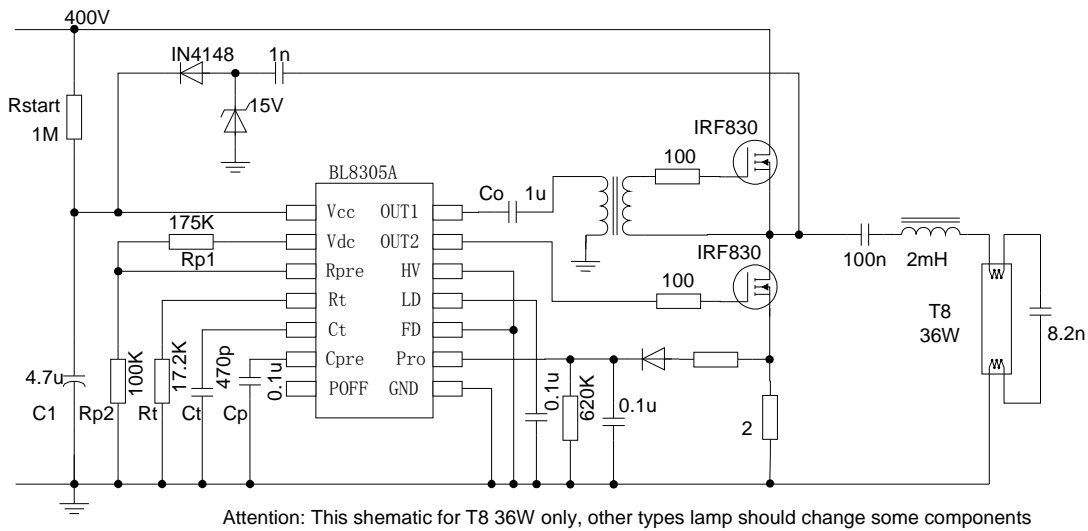 400V
IN4148
1n
Rstart
1M
15V
IRF830
BL8305A
100
Co
1u
175K
Vcc
OUT1
Rp1
Vdc
OUT2
IRF830
100n
2mH
Rpre
HV
100
Rt
LD
T8
36W
8.2n
Ct
FD
Cpre
Pro
POFF
GND
4.7u
100K
17.2K
470p
0.1u
0.1u
620K
0.1u
C1
Rp2
Rt
Ct
Cp
2
Attention: This shematic for T8 36W only, other types lamp should change some components